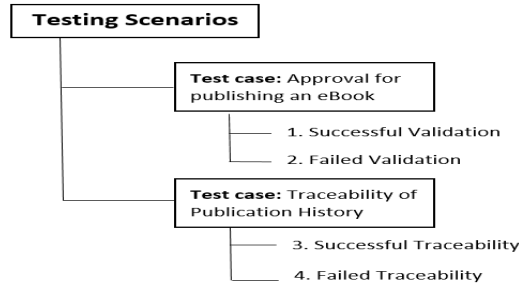 Testing Scenarios
Test case: Approval for
publishing an eBook
1. Successful Validation
2. Failed Validation
Test case: Traceability of
Publication History
3. Successful Traceability
4. Failed Traceability